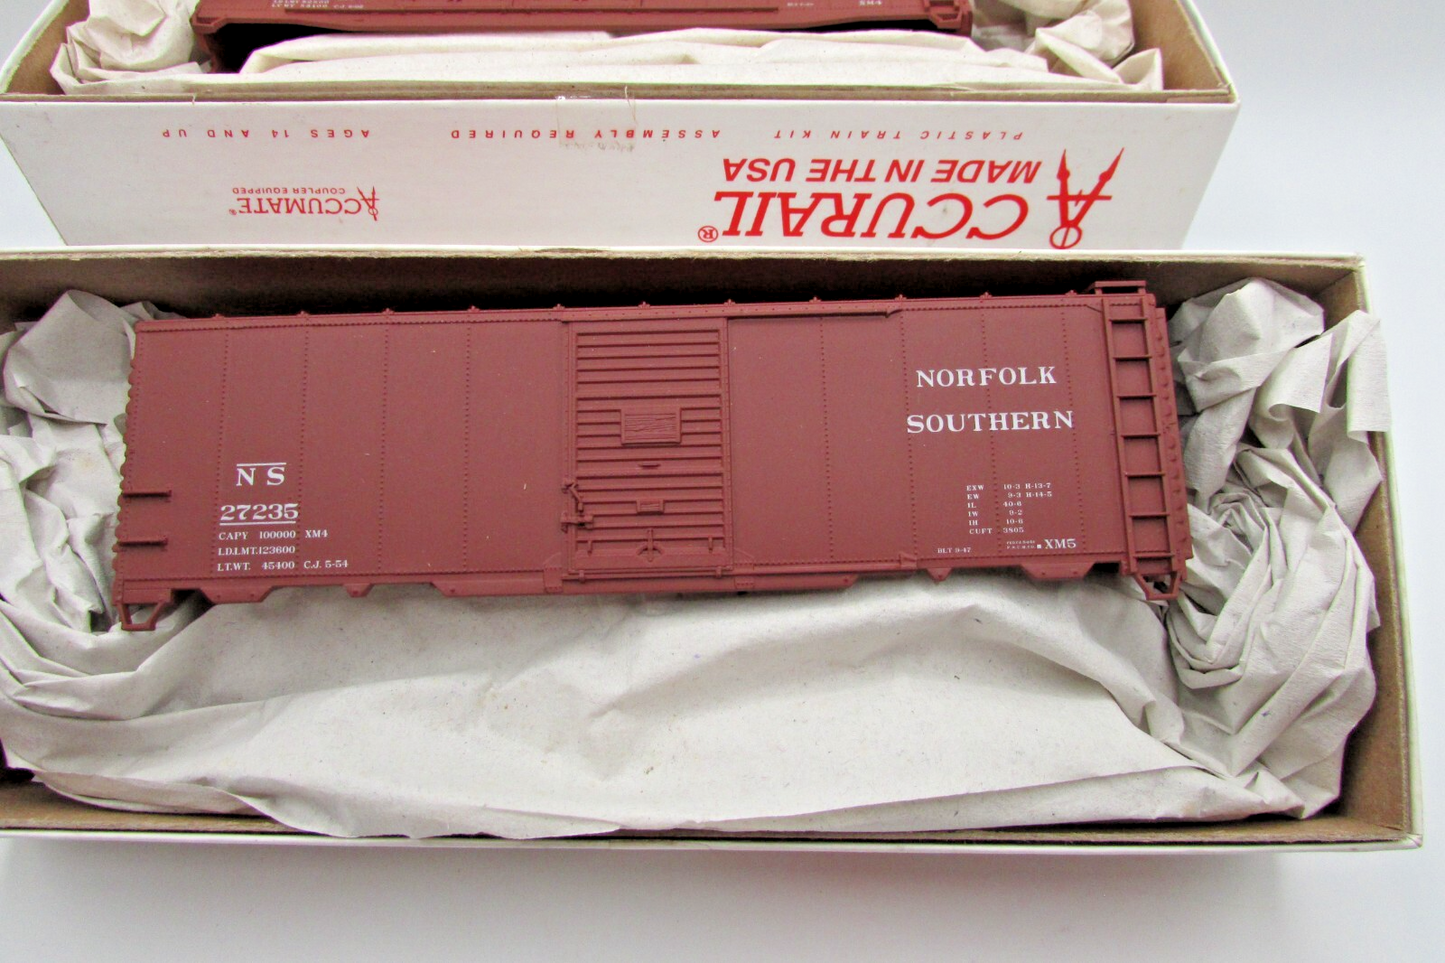 PLASTIC TRAIN KIT ASSEMBLY REQUIRED AGES 14 AND UP
ACCURAIL®
MADE IN THE USA
ACCUMATE®
COUPLER EQUIPPED
N S
27235
CAPY 100000 XM4
LD.LMT.123600
LT.WT. 45400 C.J. 5-54
NORFOLK
SOUTHERN
EXW 10-3 H-13-7
EW 9-3 H-14-5
IL 40-6
IW 9-2
IH 10-6
CUFT 3805
BLT 9-47
XM5